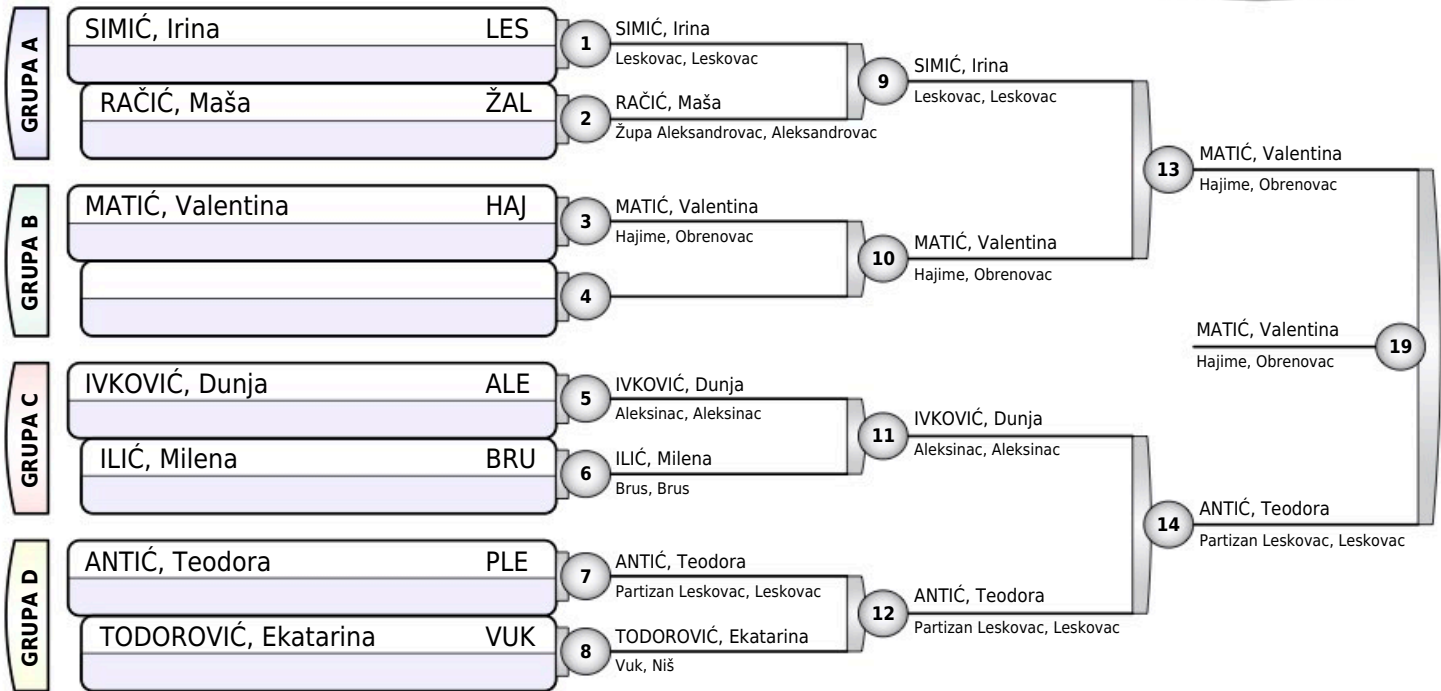 GRUPA A
SIMIĆ, Irina LES
RAČIĆ, Maša ŽAL
1
SIMIĆ, Irina
Leskovac, Leskovac
2
RAČIĆ, Maša
Župa Aleksandrovac, Aleksandrovac
9
SIMIĆ, Irina
Leskovac, Leskovac
GRUPA B
MATIĆ, Valentina HAJ
3
MATIĆ, Valentina
Hajime, Obrenovac
4
10
MATIĆ, Valentina
Hajime, Obrenovac
13
MATIĆ, Valentina
Hajime, Obrenovac
GRUPA C
IVKOVIĆ, Dunja ALE
ILIĆ, Milena BRU
5
IVKOVIĆ, Dunja
Aleksinac, Aleksinac
6
ILIĆ, Milena
Brus, Brus
11
IVKOVIĆ, Dunja
Aleksinac, Aleksinac
GRUPA D
ANTIĆ, Teodora PLE
TODOROVIĆ, Ekatarina VUK
7
ANTIĆ, Teodora
Partizan Leskovac, Leskovac
8
TODOROVIĆ, Ekatarina
Vuk, Niš
12
ANTIĆ, Teodora
Partizan Leskovac, Leskovac
14
ANTIĆ, Teodora
Partizan Leskovac, Leskovac
MATIĆ, Valentina
Hajime, Obrenovac
19